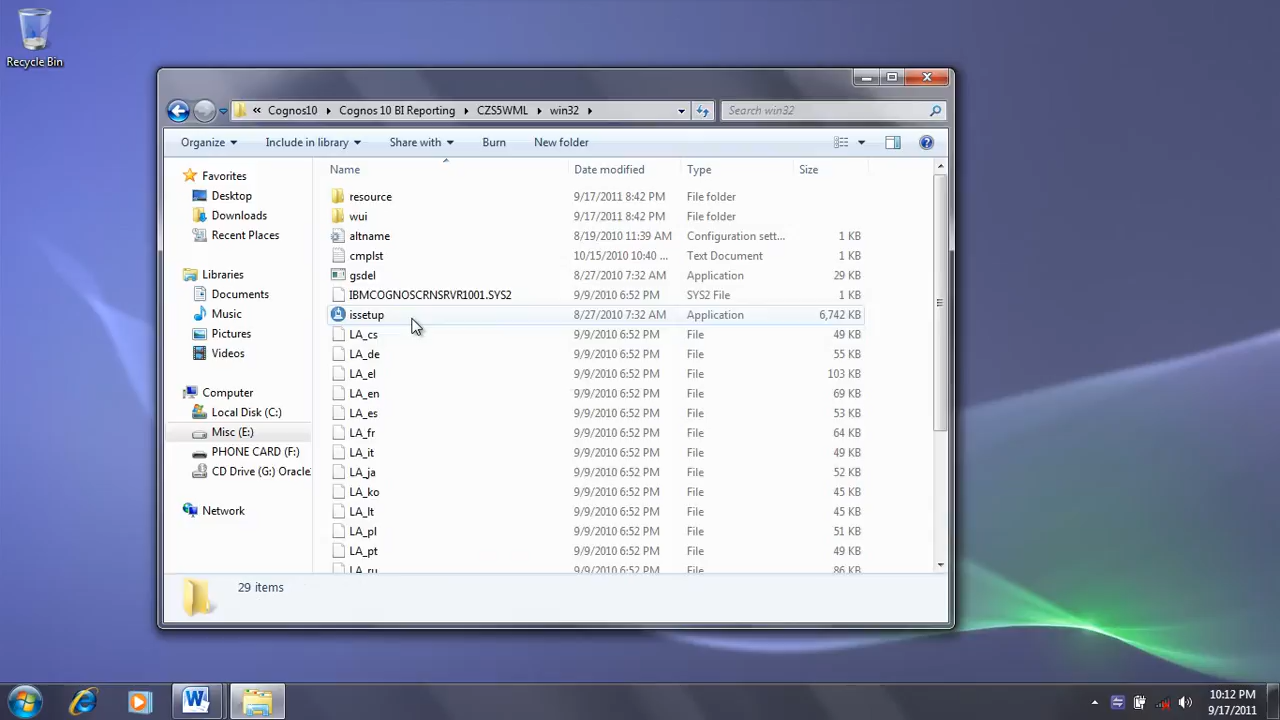 Recycle Bin
« Cognos10 Cognos 10 BI Reporting CZS5WML win32 Search win32
Organize Include in library Share with Burn New folder
Name Date modified Type Size
Favorites
Desktop
Downloads
Recent Places
Libraries
Documents
Music
Pictures
Videos
Computer
Local Disk (C:)
Misc (E:)
PHONE CARD (F:)
CD Drive (G:) Oracle
Network
resource 9/17/2011 8:42 PM File folder
wui 9/17/2011 8:42 PM File folder
altname 8/19/2010 11:39 AM Configuration sett... 1 KB
cmplst 10/15/2010 10:40 ... Text Document 1 KB
gsdel 8/27/2010 7:32 AM Application 29 KB
IBMCOGNOSCRNSRVR1001.SYS2 9/9/2010 6:52 PM SYS2 File 1 KB
issetup 8/27/2010 7:32 AM Application 6,742 KB
LA_cs 9/9/2010 6:52 PM File 49 KB
LA_de 9/9/2010 6:52 PM File 55 KB
LA_el 9/9/2010 6:52 PM File 103 KB
LA_en 9/9/2010 6:52 PM File 69 KB
LA_es 9/9/2010 6:52 PM File 53 KB
LA_fr 9/9/2010 6:52 PM File 64 KB
LA_it 9/9/2010 6:52 PM File 49 KB
LA_ja 9/9/2010 6:52 PM File 52 KB
LA_ko 9/9/2010 6:52 PM File 45 KB
LA_lt 9/9/2010 6:52 PM File 45 KB
LA_pl 9/9/2010 6:52 PM File 51 KB
LA_pt 9/9/2010 6:52 PM File 49 KB
LA_ru 9/9/2010 6:52 PM File 86 KB
29 items
10:12 PM
9/17/2011